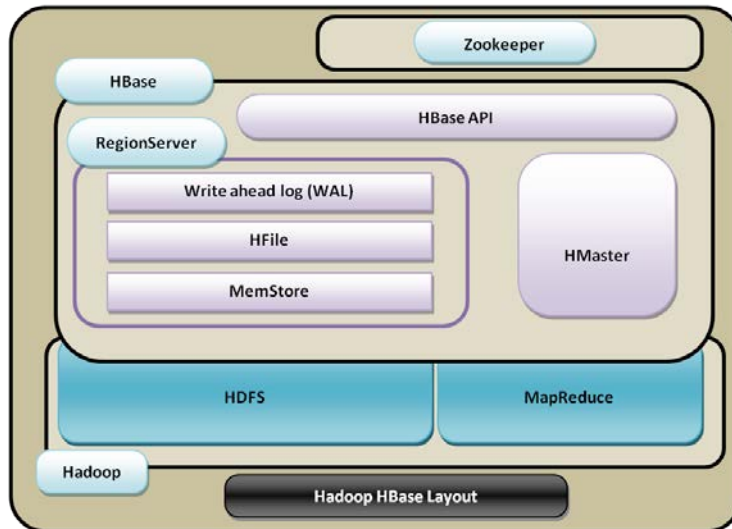 Zookeeper
HBase
HBase API
RegionServer
Write ahead log (WAL)
HFile
MemStore
HMaster
HDFS
MapReduce
Hadoop
Hadoop HBase Layout